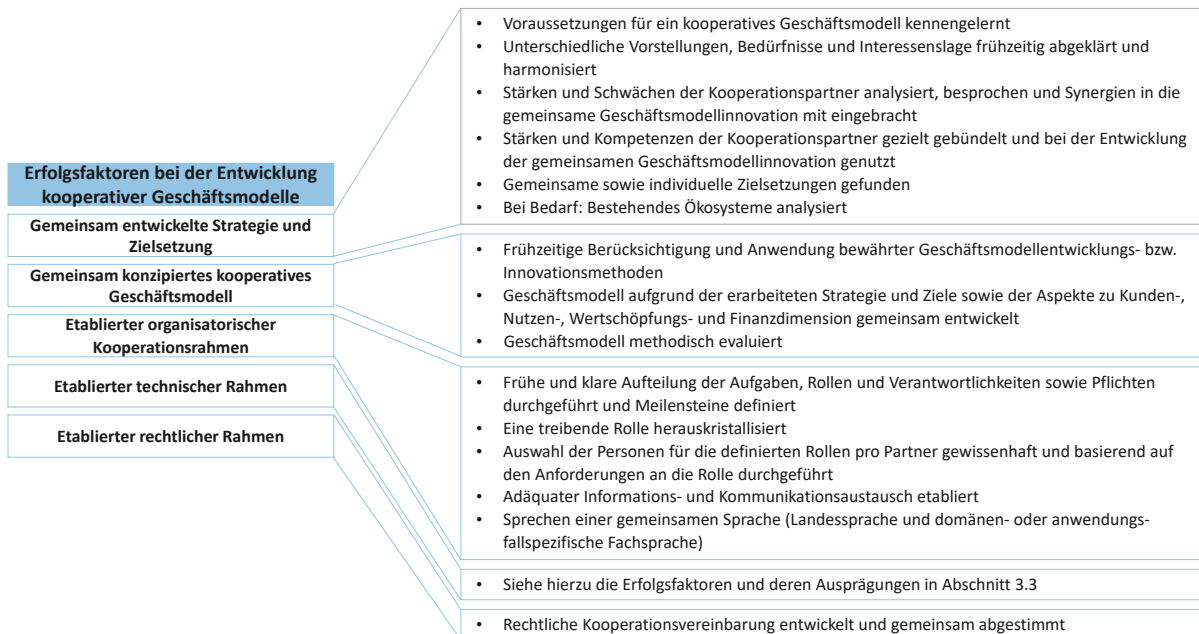 Erfolgsfaktoren bei der Entwicklung
kooperativer Geschäftsmodelle
Gemeinsam entwickelte Strategie und
Zielsetzung
Gemeinsam konzipiertes kooperatives
Geschäftsmodell
Etablierter organisatorischer
Kooperationsrahmen
Etablierter technischer Rahmen
Etablierter rechtlicher Rahmen
• Voraussetzungen für ein kooperatives Geschäftsmodell kennengelernt
• Unterschiedliche Vorstellungen, Bedürfnisse und Interessenslage frühzeitig abgeklärt und
harmonisiert
• Stärken und Schwächen der Kooperationspartner analysiert, besprochen und Synergien in die
gemeinsame Geschäftsmodellinnovation mit eingebracht
• Stärken und Kompetenzen der Kooperationspartner gezielt gebündelt und bei der Entwicklung
der gemeinsamen Geschäftsmodellinnovation genutzt
• Gemeinsame sowie individuelle Zielsetzungen gefunden
• Bei Bedarf: Bestehendes Ökosysteme analysiert
• Frühzeitige Berücksichtigung und Anwendung bewährter Geschäftsmodellentwicklungs- bzw.
Innovationsmethoden
• Geschäftsmodell aufgrund der erarbeiteten Strategie und Ziele sowie der Aspekte zu Kunden-,
Nutzen-, Wertschöpfungs- und Finanzdimension gemeinsam entwickelt
• Geschäftsmodell methodisch evaluiert
• Frühe und klare Aufteilung der Aufgaben, Rollen und Verantwortlichkeiten sowie Pflichten
durchgeführt und Meilensteine definiert
• Eine treibende Rolle herauskristallisiert
• Auswahl der Personen für die definierten Rollen pro Partner gewissenhaft und basierend auf
den Anforderungen an die Rolle durchgeführt
• Adäquater Informations- und Kommunikationsaustausch etabliert
• Sprechen einer gemeinsamen Sprache (Landessprache und domänen- oder anwendungs-
fallspezifische Fachsprache)
• Siehe hierzu die Erfolgsfaktoren und deren Ausprägungen in Abschnitt 3.3
• Rechtliche Kooperationsvereinbarung entwickelt und gemeinsam abgestimmt